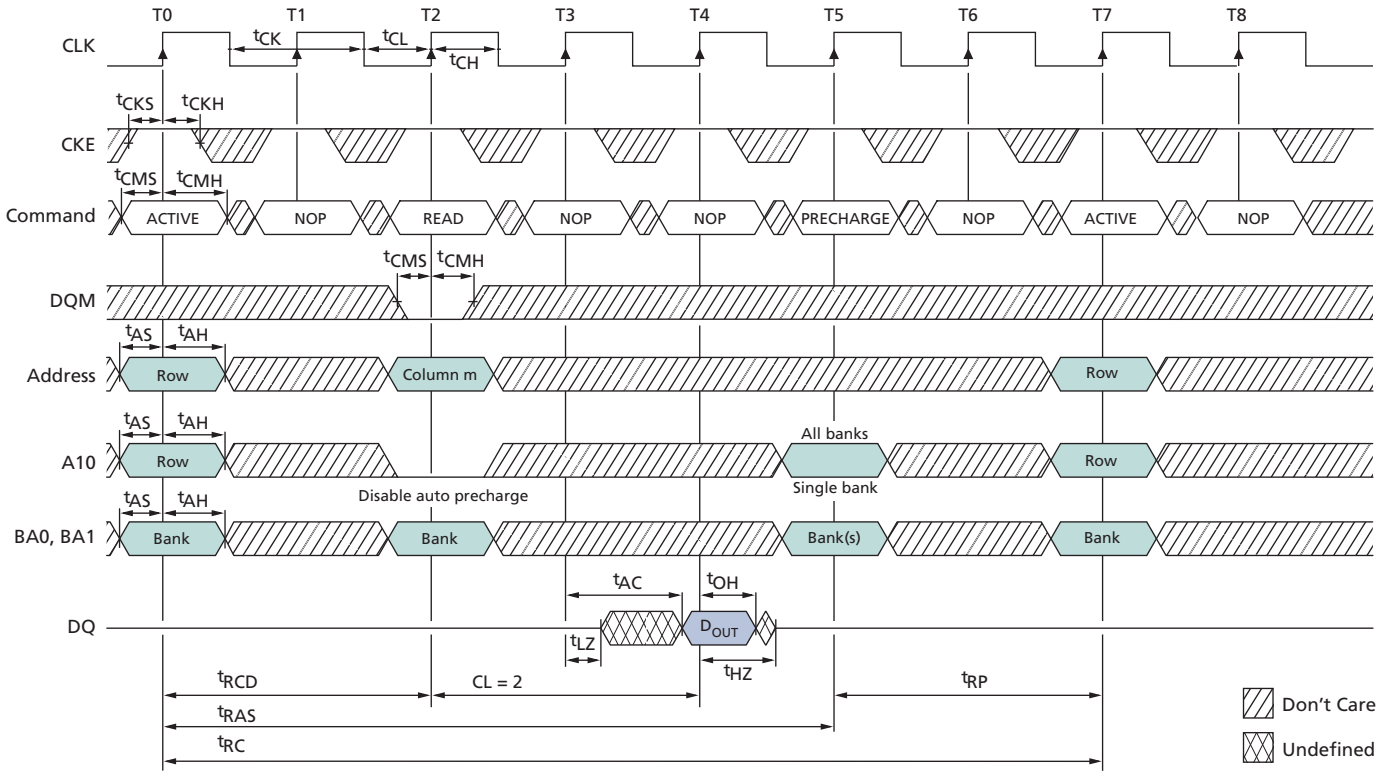 T0 T1 T2 T3 T4 T5 T6 T7 T8
CLK
tCK tCL
tCH
tCKS tCKH
CKE
tCMS tCMH
Command ACTIVE NOP READ NOP NOP PRECHARGE NOP ACTIVE NOP
tCMS tCMH
DQM
tAS tAH
Address Row Column m Row
tAS tAH
All banks
A10 Row Row
Disable auto precharge Single bank
tAS tAH
BA0, BA1 Bank Bank Bank(s) Bank
tAC tOH
DQ DOUT
tLZ
tHZ
tRCD CL = 2 tRP
tRAS
tRC
Don't Care
Undefined